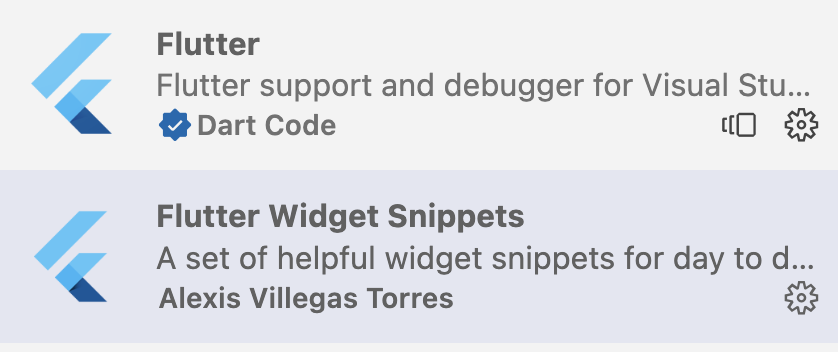 Flutter
Flutter support and debugger for Visual Stu...
Dart Code
Flutter Widget Snippets
A set of helpful widget snippets for day to d...
Alexis Villegas Torres